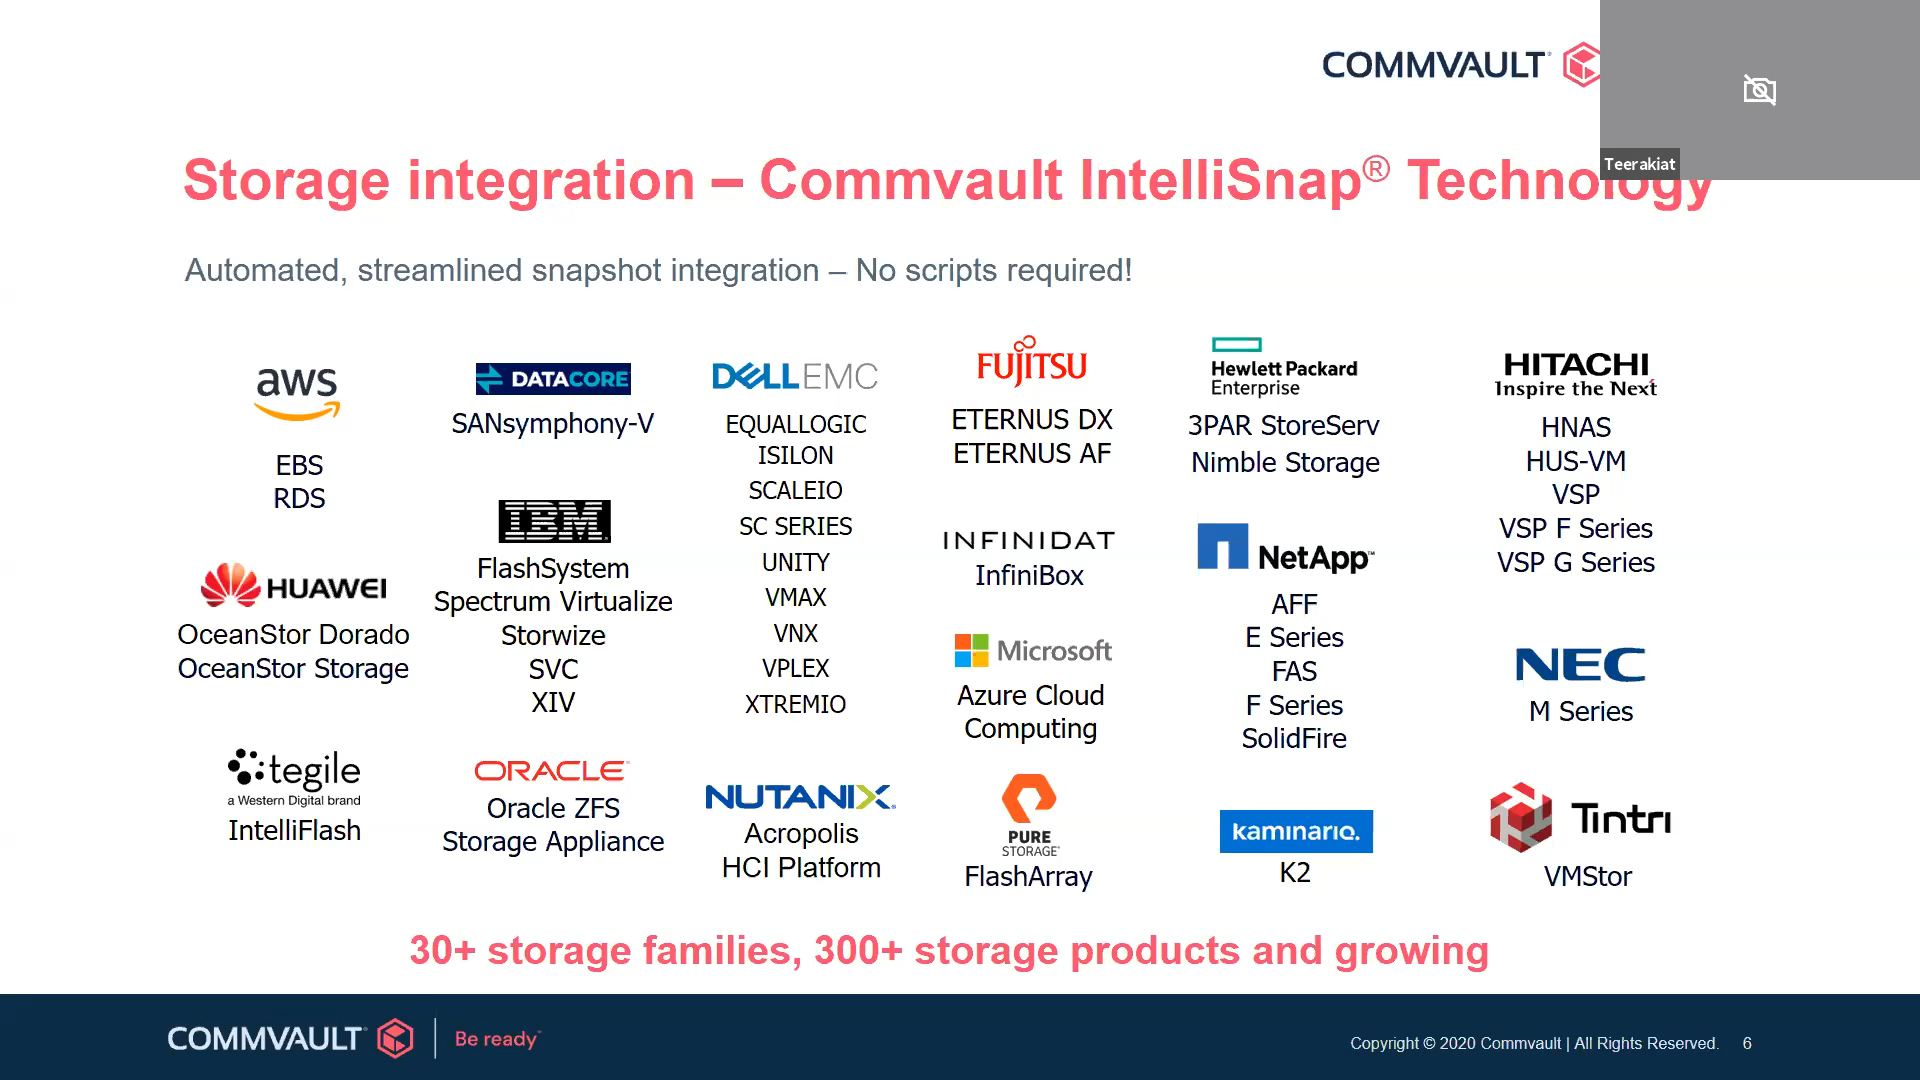 COMMVAULT
Teerakiat
Storage integration – Commvault IntelliSnap® Technology
Automated, streamlined snapshot integration – No scripts required!
aws
EBS
RDS
HUAWEI
OceanStor Dorado
OceanStor Storage
tegile
a Western Digital brand
IntelliFlash
DATACORE
SANsymphony-V
IBM
FlashSystem
Spectrum Virtualize
Storwize
SVC
XIV
ORACLE
Oracle ZFS
Storage Appliance
DELLEMC
EQUALLOGIC
ISILON
SCALEIO
SC SERIES
UNITY
VMAX
VNX
VPLEX
XTREMIO
NUTANIX
Acropolis
HCI Platform
FUJITSU
ETERNUS DX
ETERNUS AF
INFINIDAT
InfiniBox
Microsoft
Azure Cloud
Computing
PURE
STORAGE
FlashArray
Hewlett Packard
Enterprise
3PAR StoreServ
Nimble Storage
NetApp™
AFF
E Series
FAS
F Series
SolidFire
kaminario.
K2
HITACHI
Inspire the Next
HNAS
HUS-VM
VSP
VSP F Series
VSP G Series
NEC
M Series
Tintri
VMStor
30+ storage families, 300+ storage products and growing
COMMVAULT
Be ready™
Copyright © 2020 Commvault | All Rights Reserved.
6